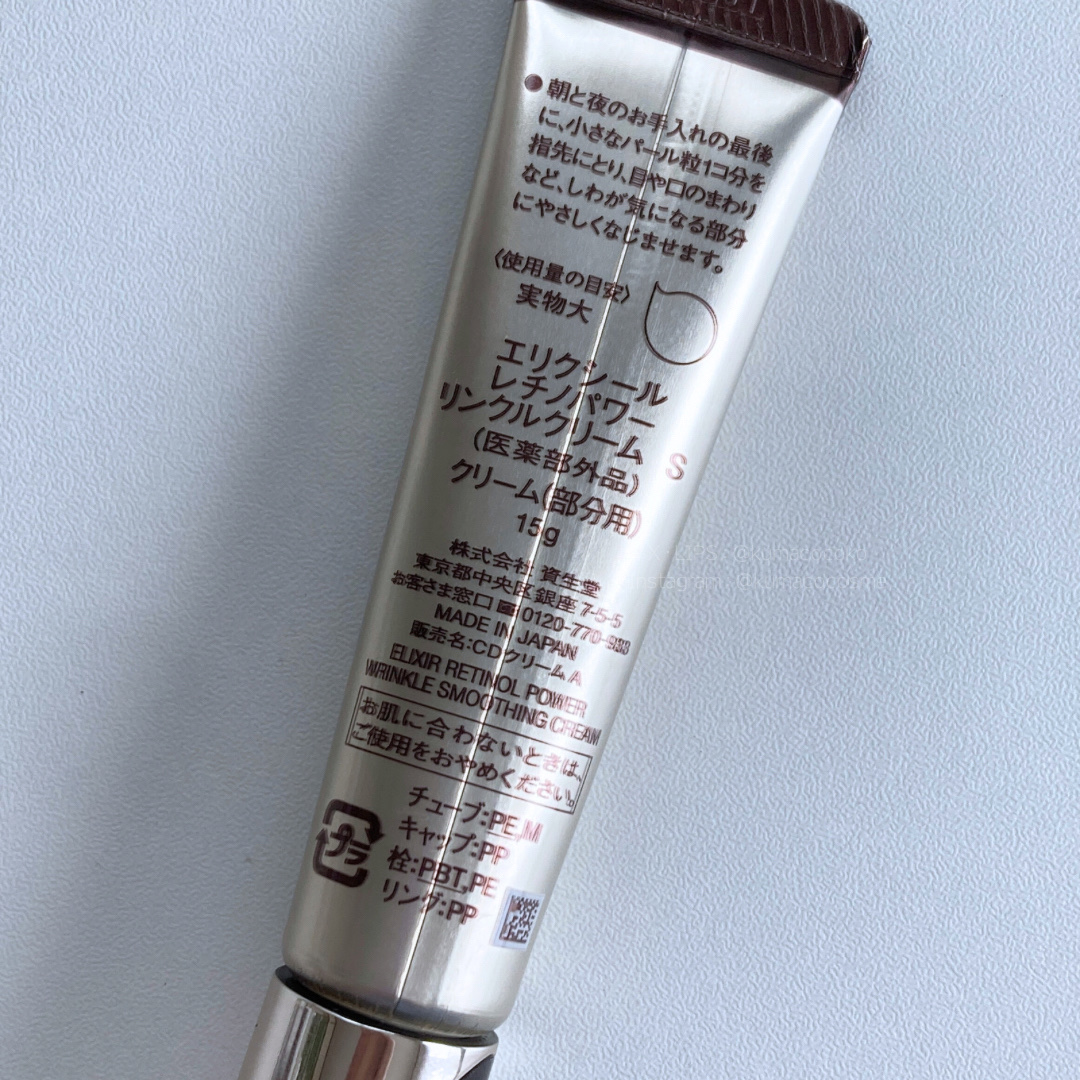 ●朝と夜のお手入れの最後
に、小さなパール粒1コ分を
指先にとり、目や口のまわり
など、しわが気になる部分
にやさしくなじませます。
〈使用量の目安〉
実物大
エリクシール
レチノパワー
リンクルクリーム S
(医薬部外品)
クリーム(部分用)
15g
株式会社 資生堂
東京都中央区銀座 7-5-5
お客さま窓口 ☎
MADE IN JAPAN
販売名:CDクリームA
ELIXIR RETINOL POWER
WRINKLE SMOOTHING CREAM
お肌に合わないときは、
ご使用をおやめください。
チューブ:PE,M
キャップ:PP
プラ
栓:PBT,PE
リング:PP